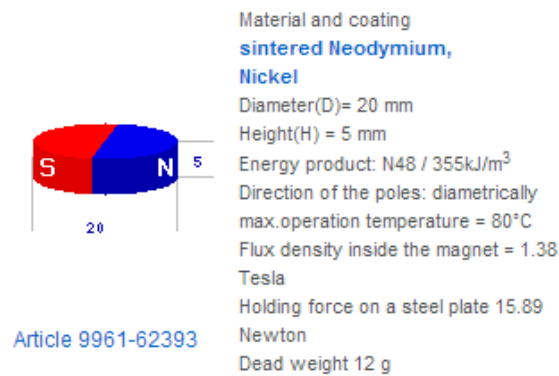 Material and coating
sintered Neodymium,
Nickel
Diameter(D)= 20 mm
Height(H) = 5 mm
Energy product: N48 / 355kJ/m³
Direction of the poles: diametrically
max.operation temperature = 80°C
Flux density inside the magnet = 1.38
Tesla
Holding force on a steel plate 15.89
Newton
Dead weight 12 g
S N
5
20
Article 9961-62393